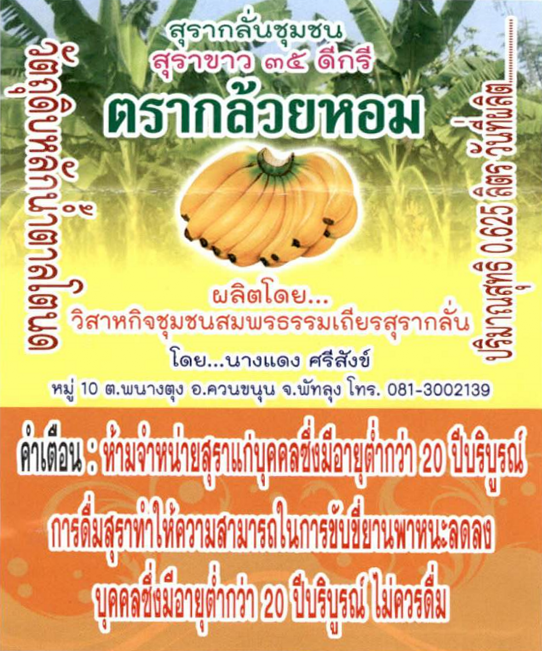 สุรากลั่นชุมชน
สุราขาว ๓๕ ดีกรี
ตรากล้วยหอม
วัตถุดิบหลักน้ำตาลโตนด
ปริมาณสุทธิ 0.625 ลิตร วันที่ผลิต................
ผลิตโดย...
วิสาหกิจชุมชนสมพรธรรมเถียรสุรากลั่น
โดย...นางแดง ศรีสังข์
หมู่ 10 ต.พนางตุง อ.ควนขนุน จ.พัทลุง โทร. 081-3002139
คำเตือน : ห้ามจำหน่ายสุราแก่บุคคลซึ่งมีอายุต่ำกว่า 20 ปีบริบูรณ์
การดื่มสุราทำให้ความสามารถในการขับขี่ยานพาหนะลดลง
บุคคลซึ่งมีอายุต่ำกว่า 20 ปีบริบูรณ์ ไม่ควรดื่ม